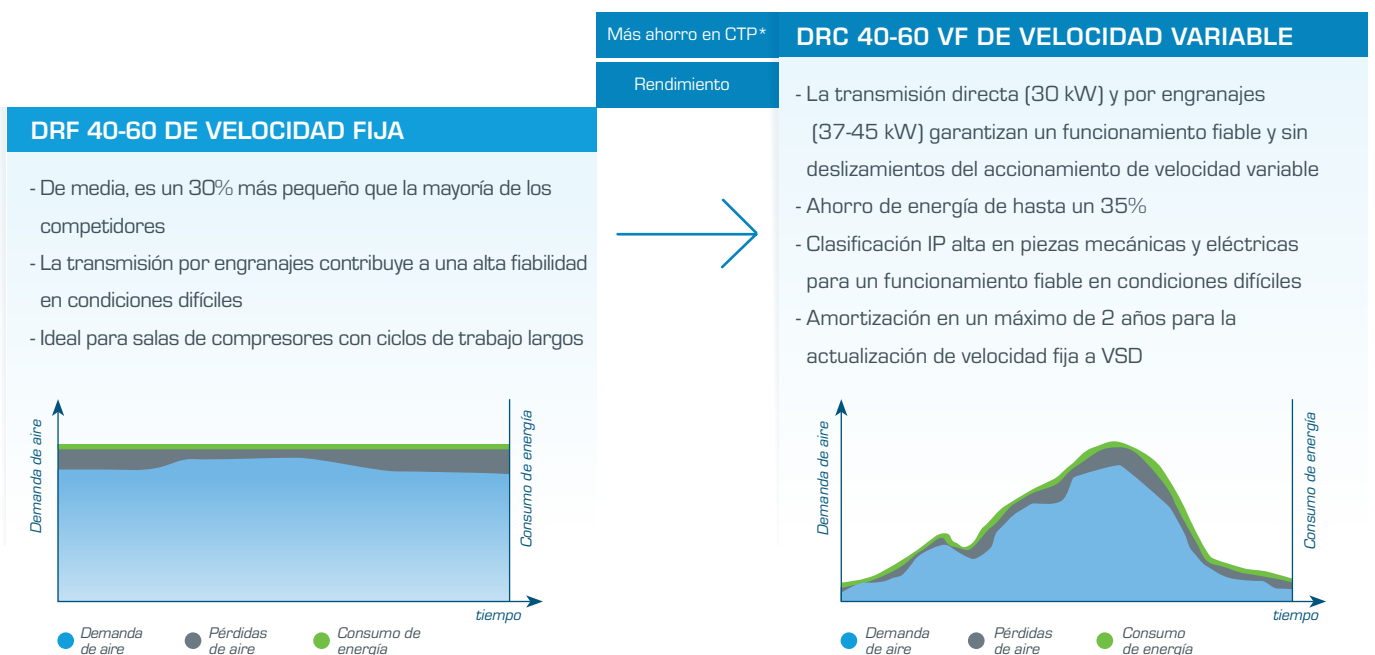 Más ahorro en CTP*
Rendimiento
DRF 40-60 DE VELOCIDAD FIJA
- De media, es un 30% más pequeño que la mayoría de los
competidores
- La transmisión por engranajes contribuye a una alta fiabilidad
en condiciones difíciles
- Ideal para salas de compresores con ciclos de trabajo largos
Demanda de aire
Consumo de energía
tiempo
Demanda
de aire
Pérdidas
de aire
Consumo de
energía
DRC 40-60 VF DE VELOCIDAD VARIABLE
- La transmisión directa (30 kW) y por engranajes
(37-45 kW) garantizan un funcionamiento fiable y sin
deslizamientos del accionamiento de velocidad variable
- Ahorro de energía de hasta un 35%
- Clasificación IP alta en piezas mecánicas y eléctricas
para un funcionamiento fiable en condiciones difíciles
- Amortización en un máximo de 2 años para la
actualización de velocidad fija a VSD
Demanda de aire
Consumo de energía
tiempo
Demanda
de aire
Pérdidas
de aire
Consumo
de energía